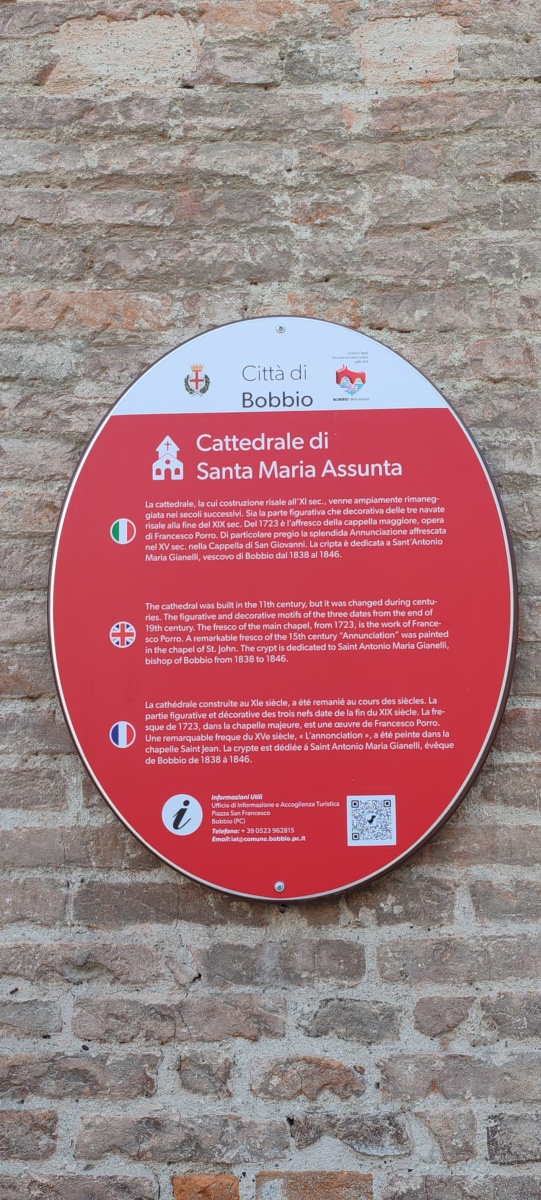 Città di
Bobbio
BOBBIO
Cattedrale di
Santa Maria Assunta
La cattedrale, la cui costruzione risale all'XI sec., venne ampiamente rimaneg-
giata nei secoli successivi. Sia la parte figurativa che decorativa delle tre navate
risale alla fine del XIX sec. Del 1723 è l'affresco della cappella maggiore, opera
di Francesco Porro. Di particolare pregio la splendida Annunciazione affrescata
nel XV sec. nella Cappella di San Giovanni. La cripta è dedicata a Sant'Antonio
Maria Gianelli, vescovo di Bobbio dal 1838 al 1846.
The cathedral was built in the 11th century, but it was changed during centu-
ries. The figurative and decorative motifs of the three dates from the end of
19th century. The fresco of the main chapel, from 1723, is the work of France-
sco Porro. A remarkable fresco of the 15th century "Annunciation" was painted
in the chapel of St. John. The crypt is dedicated to Saint Antonio Maria Gianelli,
bishop of Bobbio from 1838 to 1846.
La cathédrale construite au XIe siècle, a été remanié au cours des siècles. La
partie figurative et décorative des trois nefs date de la fin du XIX siècle. La fre-
sque de 1723, dans la chapelle majeure, est une œuvre de Francesco Porro.
Une remarquable freque du XVe siècle, « L'annonciation », a été peinte dans la
chapelle Saint Jean. La crypte est dédiée á Saint Antonio Maria Gianelli, évêque
de Bobbio de 1838 á 1846.
Informazioni Utili
Ufficio di Informazione e Accoglienza Turistica
Piazza San Francesco
Bobbio (PC)
Telefono: + 39 0523 962815
Email: iat@comune.bobbio.pc.it
i